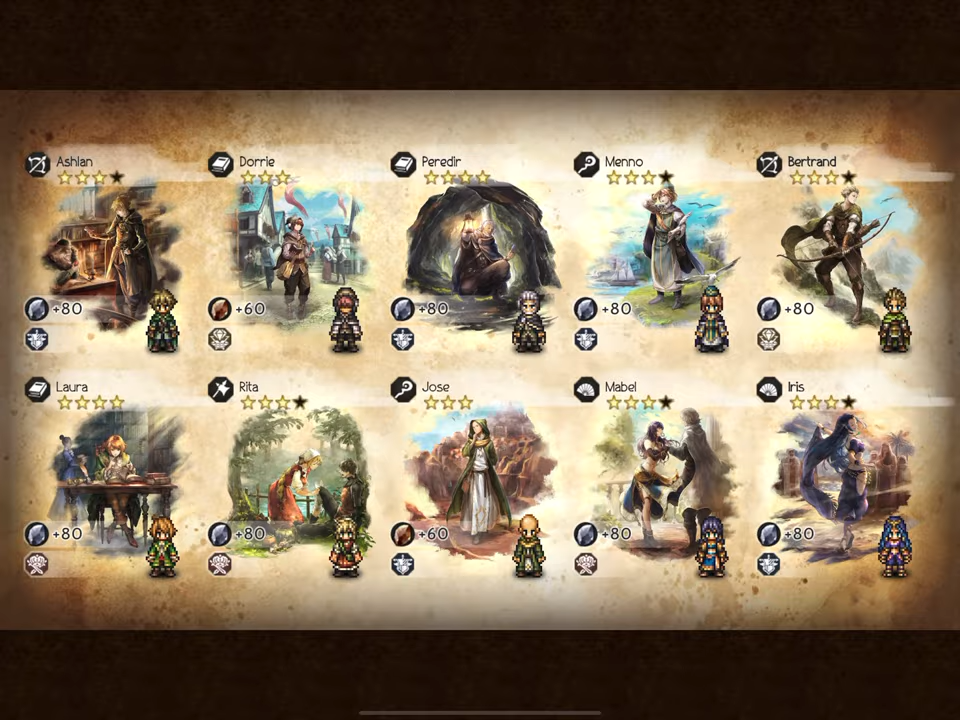 Ashlan
Dorrie
Peredir
Menno
Bertrand
+80
+60
+80
+80
+80
Laura
Rita
Jose
Mabel
Iris
+80
+80
+60
+80
+80